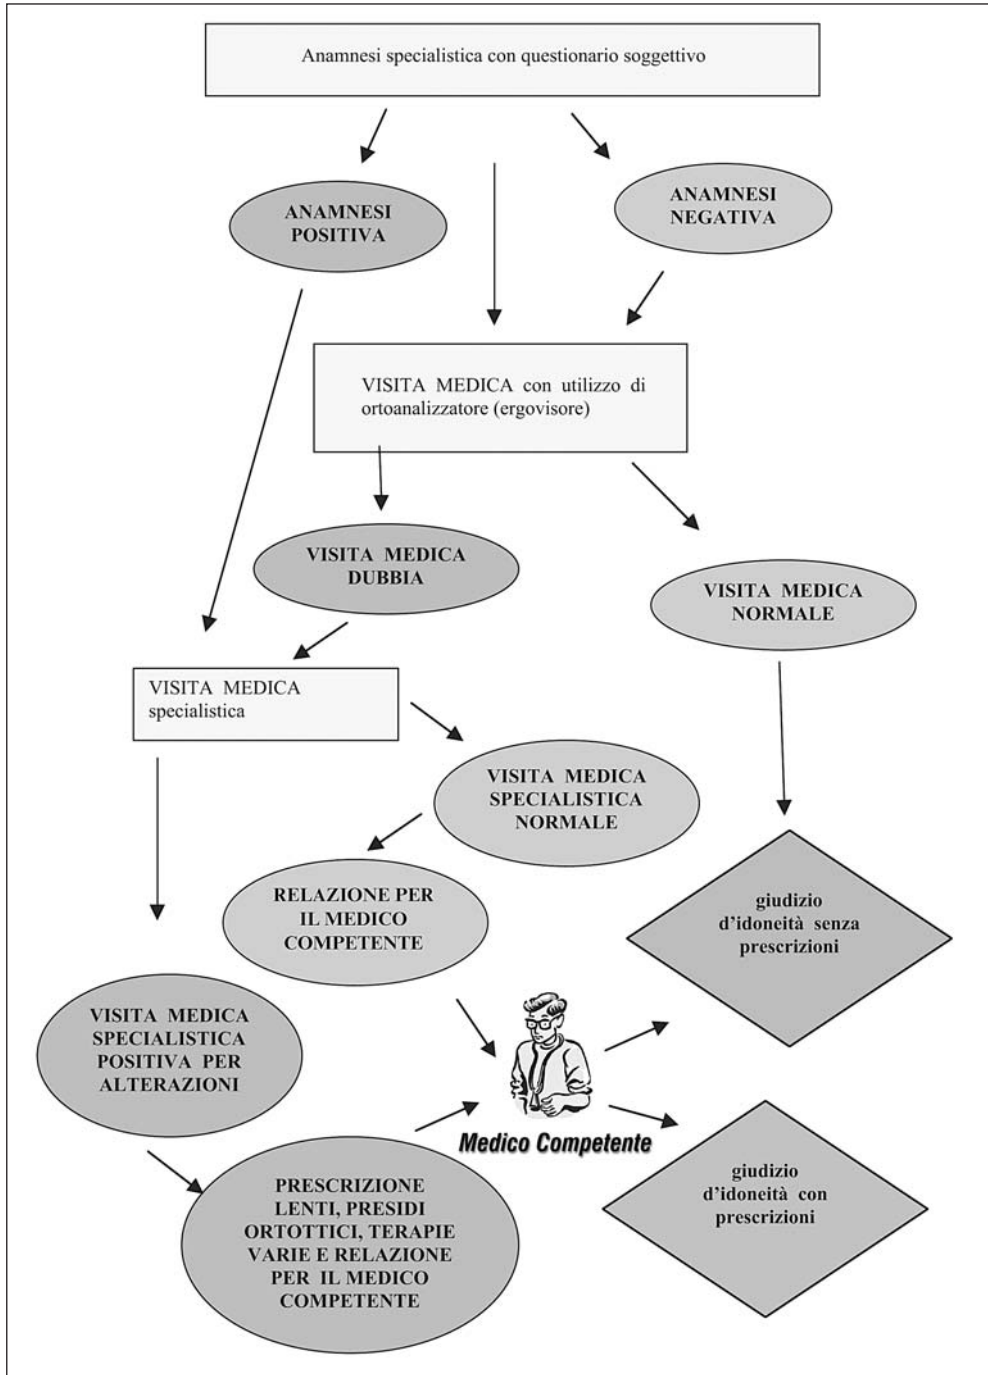 Anamnesi specialistica con questionario soggettivo
ANAMNESI
POSITIVA
ANAMNESI
NEGATIVA
VISITA MEDICA con utilizzo di
ortoanalizzatore (ergovisore)
VISITA MEDICA
DUBBIA
VISITA MEDICA
NORMALE
VISITA MEDICA
specialistica
VISITA MEDICA
SPECIALISTICA
NORMALE
RELAZIONE PER
IL MEDICO
COMPETENTE
giudizio
d'idoneità senza
prescrizioni
VISITA MEDICA
SPECIALISTICA
POSITIVA PER
ALTERAZIONI
Medico Competente
PRESCRIZIONE
LENTI, PRESIDI
ORTOTTICI, TERAPIE
VARIE E RELAZIONE
PER IL MEDICO
COMPETENTE
giudizio
d'idoneità con
prescrizioni